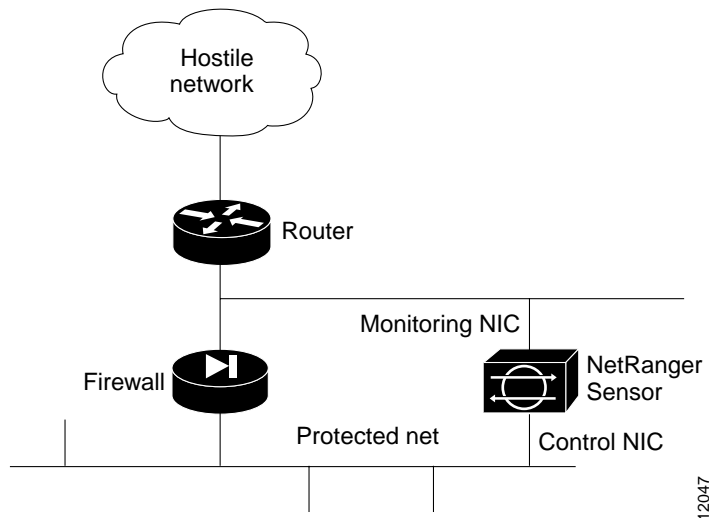 Hostile
network
Router
Monitoring NIC
NetRanger
Sensor
Firewall
Protected net
Control NIC
12047